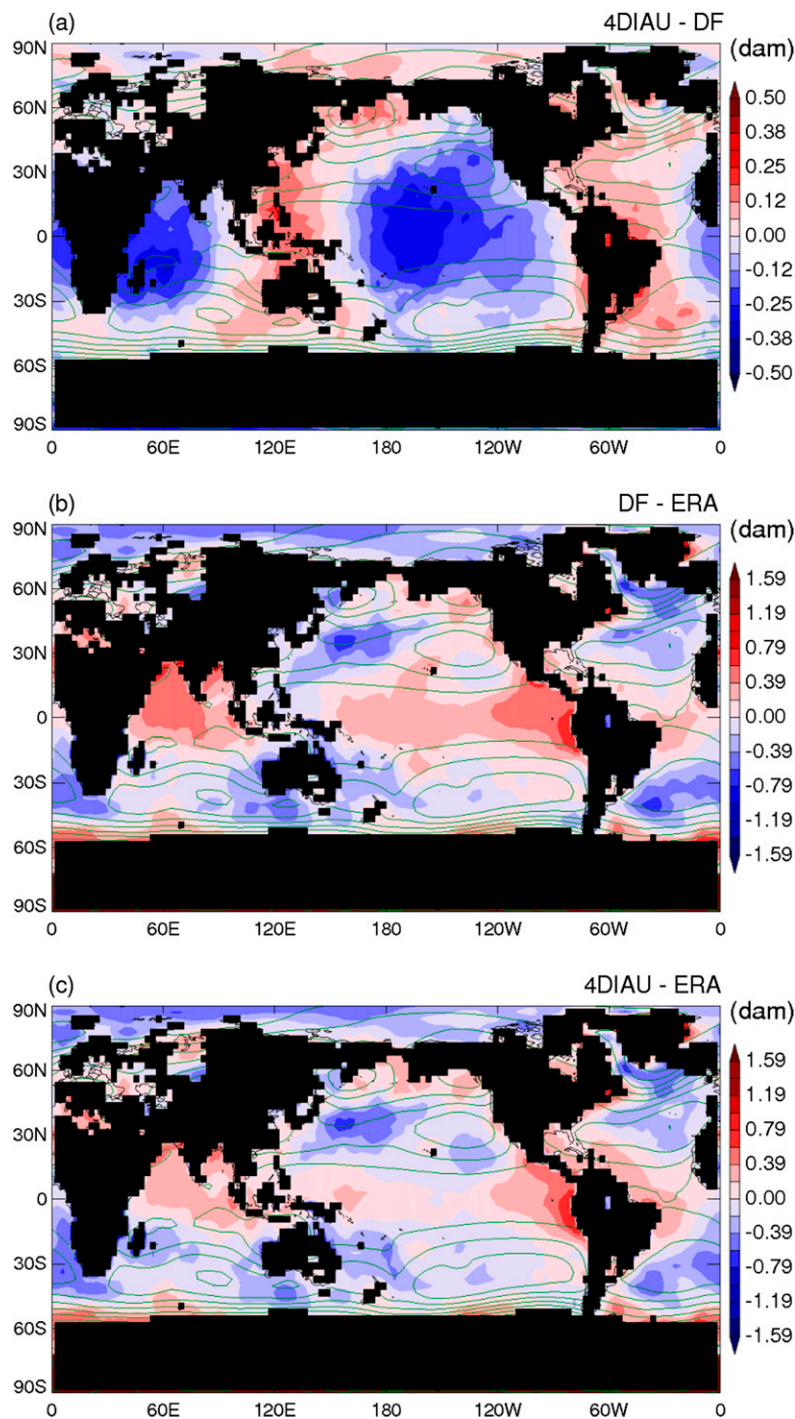 (a) 4DIAU - DF
(dam)
90N
60N
30N
0
30S
60S
90S
0 60E 120E 180 120W 60W 0
0.50
0.38
0.25
0.12
0.00
-0.12
-0.25
-0.38
-0.50
(b) DF - ERA
(dam)
90N
60N
30N
0
30S
60S
90S
0 60E 120E 180 120W 60W 0
1.59
1.19
0.79
0.39
0.00
-0.39
-0.79
-1.19
-1.59
(c) 4DIAU - ERA
(dam)
90N
60N
30N
0
30S
60S
90S
0 60E 120E 180 120W 60W 0
1.59
1.19
0.79
0.39
0.00
-0.39
-0.79
-1.19
-1.59